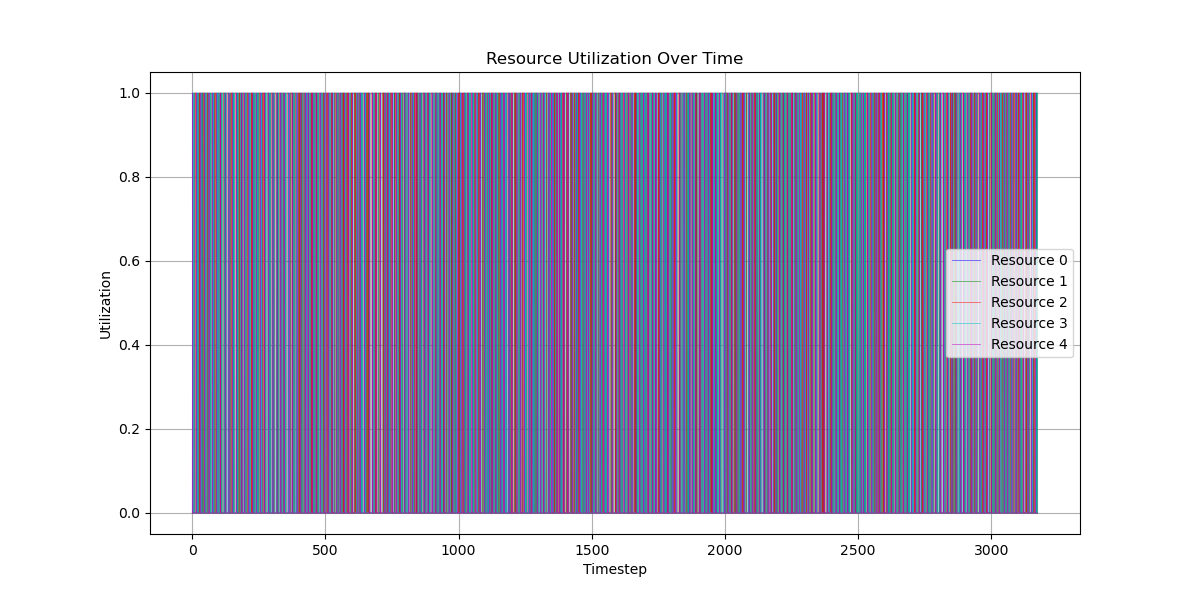 Resource Utilization Over Time
1.0
0.8
0.6
0.4
0.2
0.0
Utilization
Resource 0
Resource 1
Resource 2
Resource 3
Resource 4
0 500 1000 1500 2000 2500 3000
Timestep